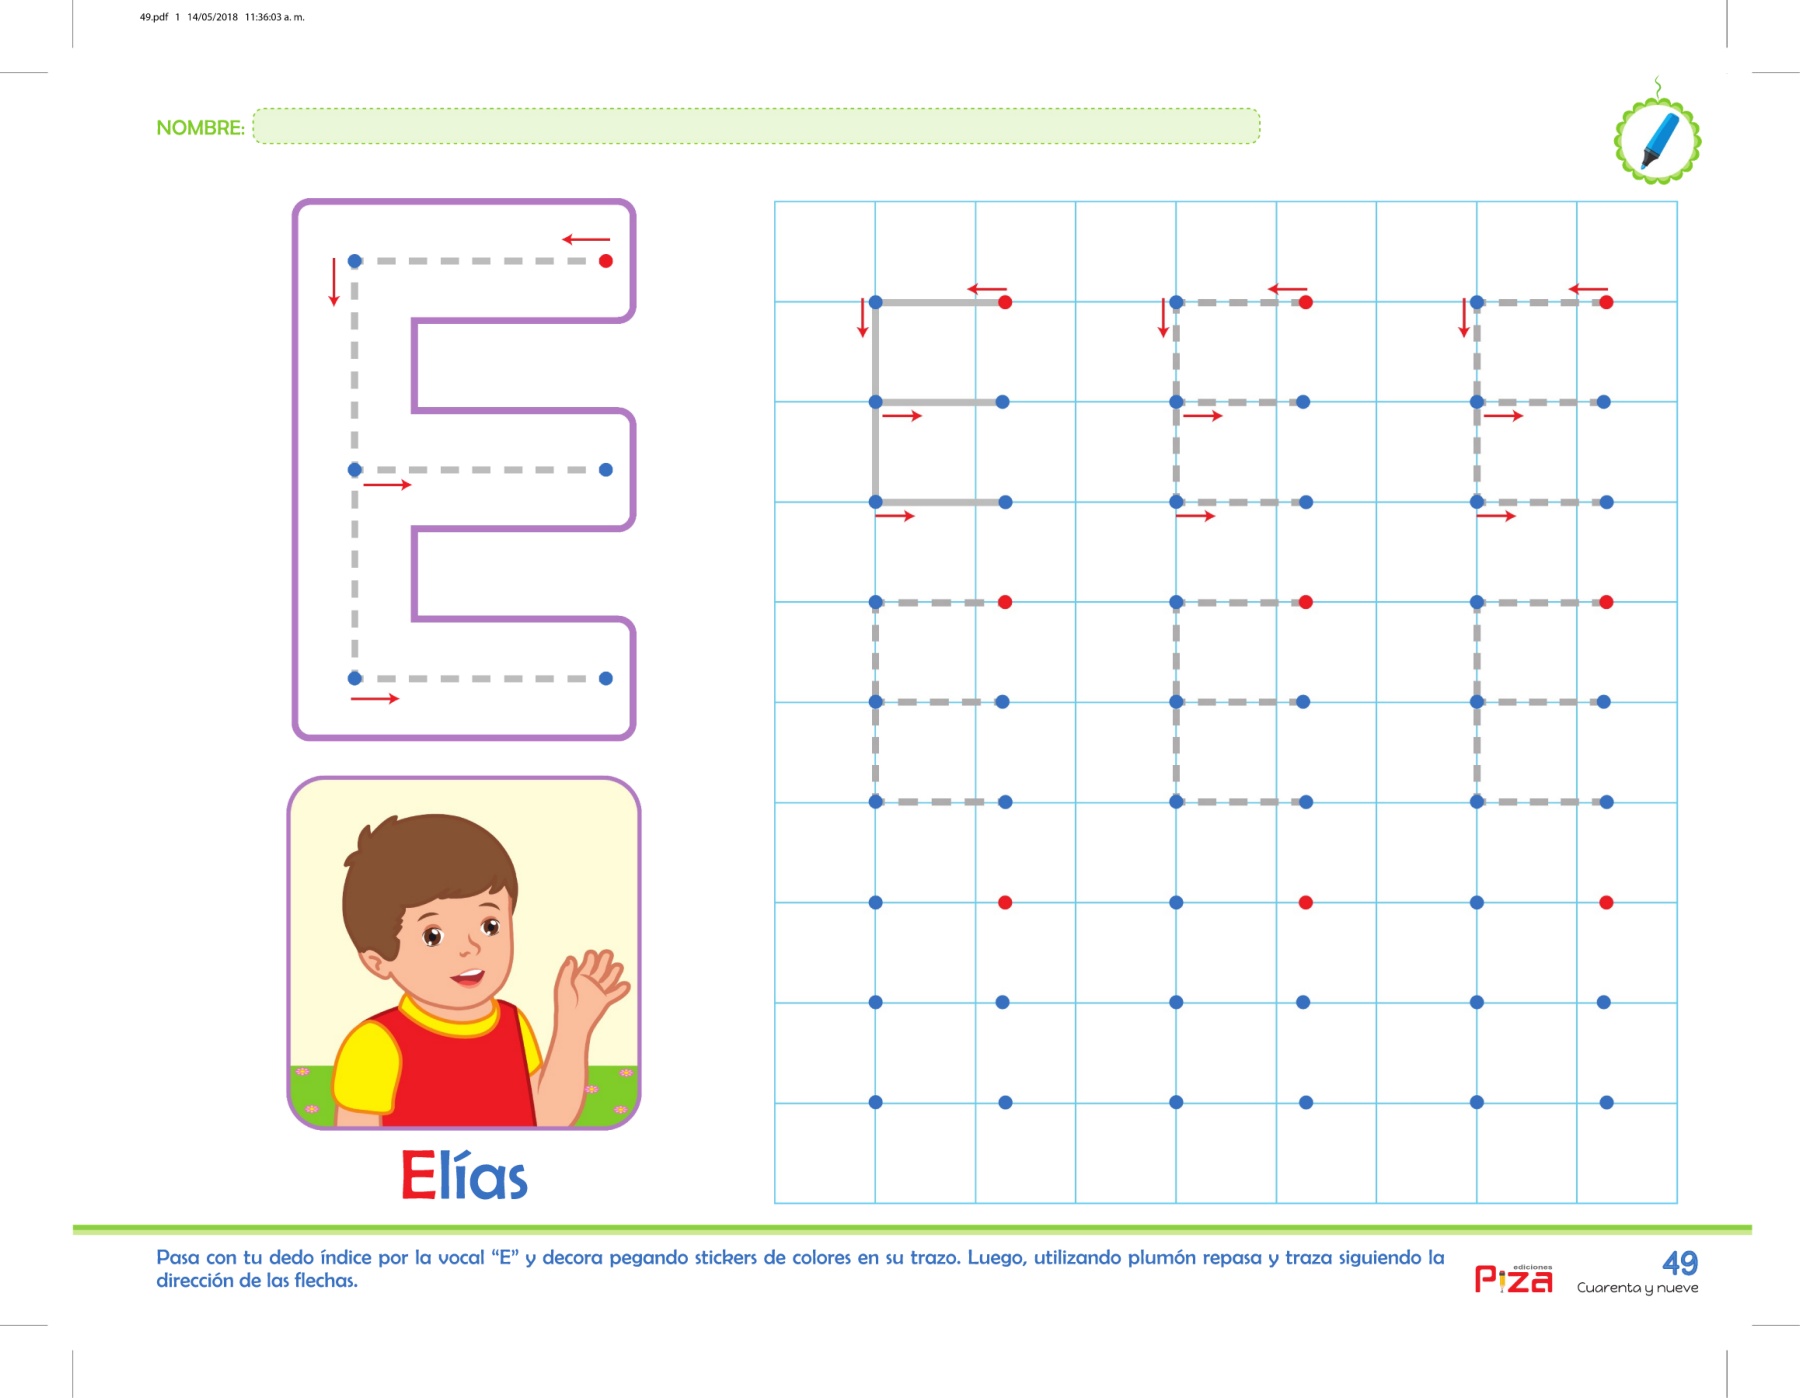 49.pdf 1 14/05/2018 11:36:03 a. m.
NOMBRE:
Elías
Pasa con tu dedo índice por la vocal “E” y decora pegando stickers de colores en su trazo. Luego, utilizando plumón repasa y traza siguiendo la
dirección de las flechas.
ediciones
Piza
49
Cuarenta y nueve